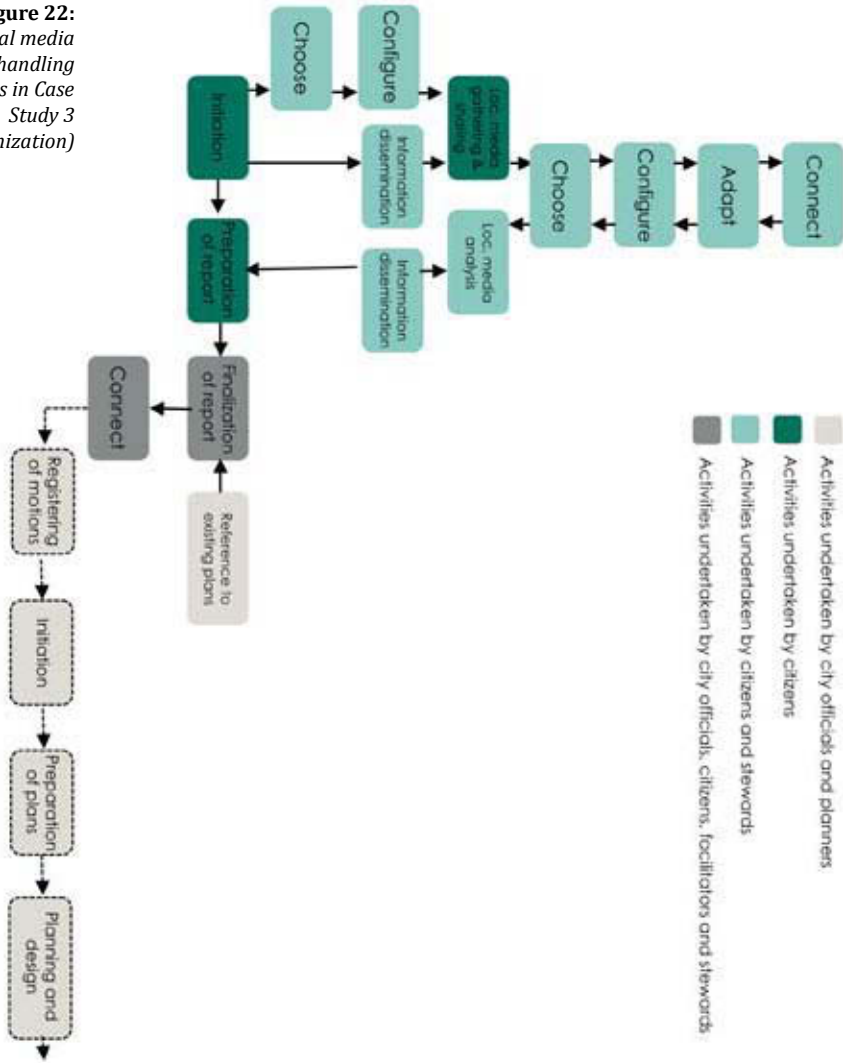 gure 22:
al media
handling
s in Case
Study 3
nization)
Choose
Configure
Initiation
Information
dissemination
Loc. media
gathering &
sharing
Choose
Configure
Adapt
Connect
Loc. media
analysis
Information
dissemination
Preparation
of report
Finalization
of report
Connect
Reference to
existing plans
Registering
of motions
Initiation
Preparation
of plans
Planning and
design
Activities undertaken by city officials and planners
Activities undertaken by citizens
Activities undertaken by citizens and stewards
Activities undertaken by city officials, citizens, facilitators and stewards